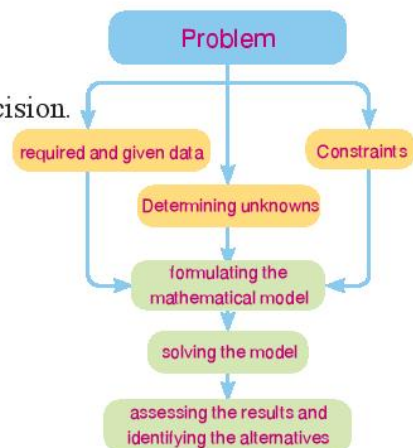 Problem
cision.
required and given data
Constraints
Determining unknowns
formulating the
mathematical model
solving the model
assessing the results and
identifying the alternatives